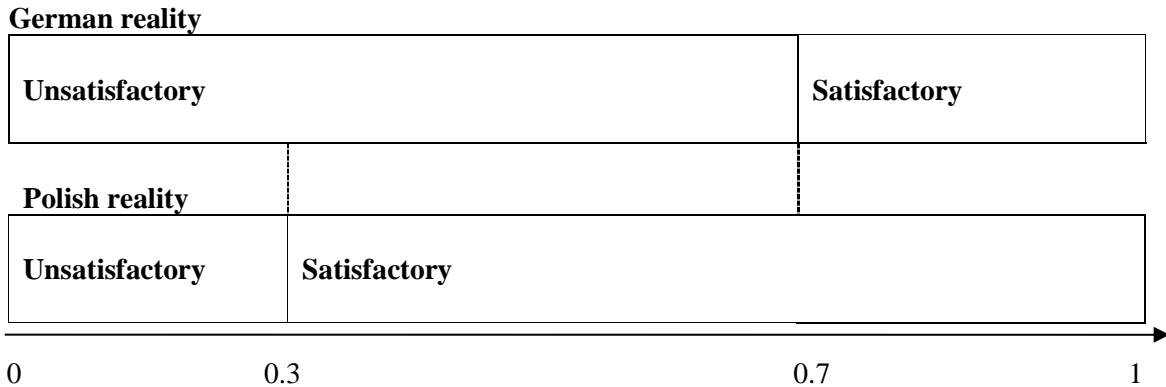 German reality
Unsatisfactory Satisfactory
Polish reality
Unsatisfactory Satisfactory
0 0.3 0.7 1